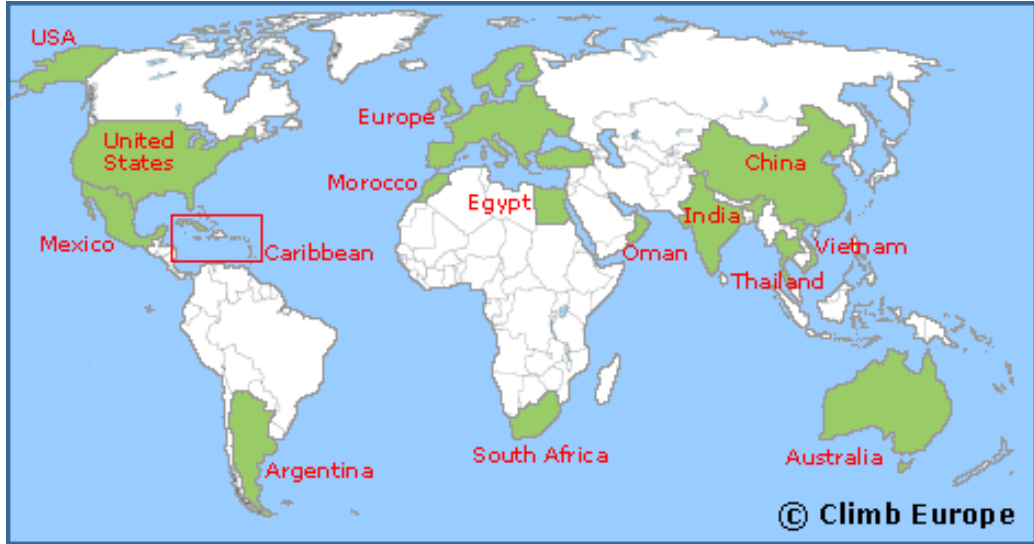 USA
United
States
Mexico
Caribbean
Argentina
Europe
Morocco
Egypt
Oman
South Africa
China
India
Vietnam
Thailand
Australia
© Climb Europe